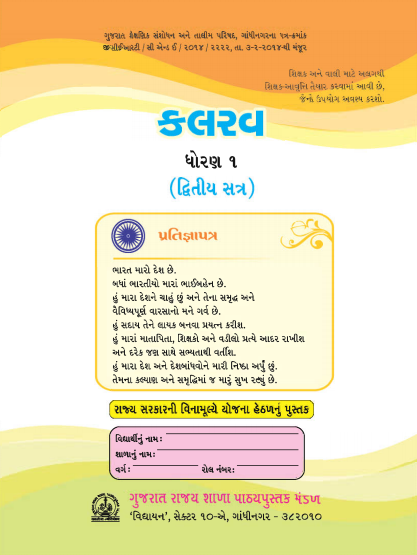 ગુજરાત શૈક્ષણિક સંશોધન અને તાલીમ પરિષદ, ગાંધીનગરના પત્ર-ક્રમાંક
જીસીઈઆરટી / સી એન્ડ ઈ / ૨૦૧૪ / ૨૨૨૨, તા. ૩-૨-૨૦૧૪થી મંજૂર
શિક્ષક અને વાલી માટે અલગથી
શિક્ષક-આવૃત્તિ તૈયાર કરવામાં આવી છે,
જેનો ઉપયોગ અવશ્ય કરશો.
કલરવ
ધોરણ ૧
(દ્વિતીય સત્ર)
પ્રતિજ્ઞાપત્ર
ભારત મારો દેશ છે.
બધાં ભારતીયો મારાં ભાઈબહેન છે.
હું મારા દેશને ચાહું છું અને તેના સમૃદ્ધ અને
વૈવિધ્યપૂર્ણ વારસાનો મને ગર્વ છે.
હું સદાય તેને લાયક બનવા પ્રયત્ન કરીશ.
હું મારાં માતાપિતા, શિક્ષકો અને વડીલો પ્રત્યે આદર રાખીશ
અને દરેક જણ સાથે સભ્યતાથી વર્તીશ.
હું મારા દેશ અને દેશબાંધવોને મારી નિષ્ઠા અર્પું છું.
તેમના કલ્યાણ અને સમૃદ્ધિમાં જ મારું સુખ રહ્યું છે.
રાજ્ય સરકારની વિનામૂલ્યે યોજના હેઠળનું પુસ્તક
વિદ્યાર્થીનું નામ :
શાળાનું નામ :
વર્ગ : રોલ નંબર :
ગુજરાત રાજ્ય શાળા પાઠ્યપુસ્તક મંડળ
‘વિદ્યાયન’, સેક્ટર ૧૦-એ, ગાંધીનગર - ૩૮૨૦૧૦